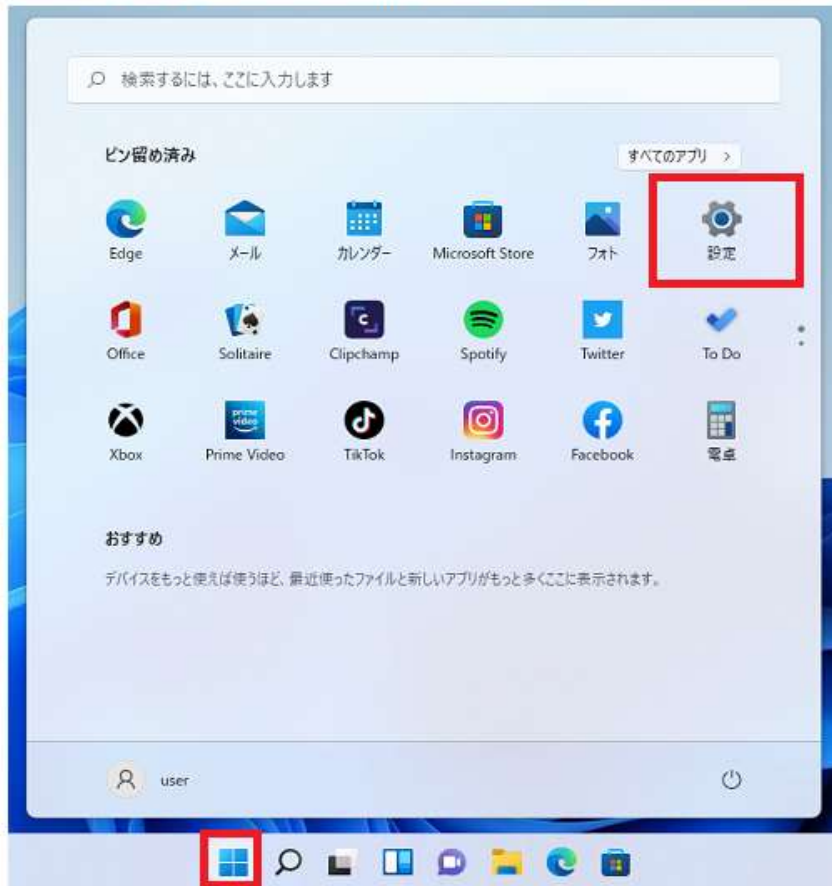 検索するには、ここに入力します
ピン留め済み
すべてのアプリ >
Edge メール カレンダー Microsoft Store フォト 設定
Office Solitaire Clipchamp Spotify Twitter To Do
prime video
Xbox Prime Video TikTok Instagram Facebook 電卓
おすすめ
デバイスをもっと使えば使うほど、最近使ったファイルと新しいアプリがもっと多くここに表示されます。
user